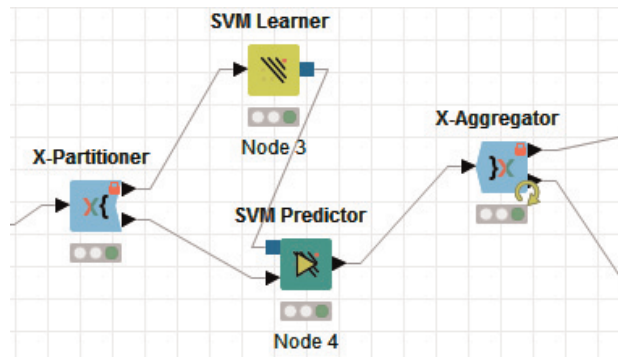 SVM Learner
Node 3
X-Partitioner
X{
SVM Predictor
Node 4
X-Aggregator
}X